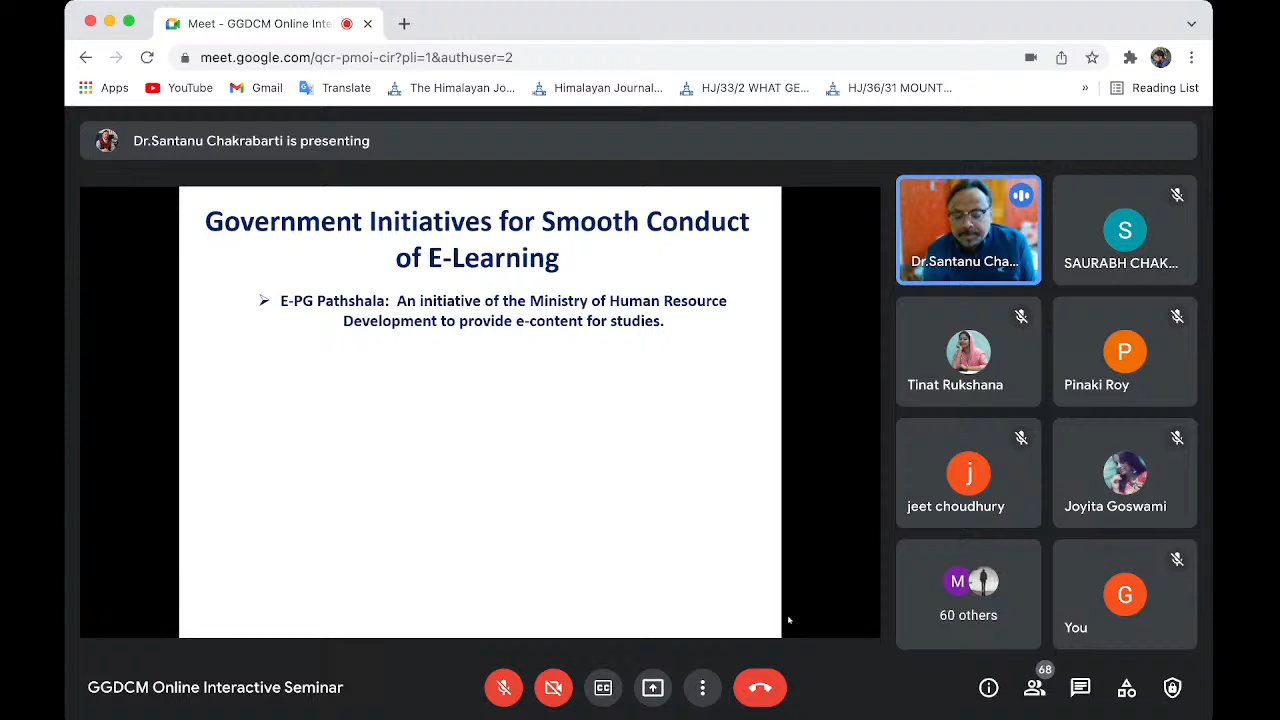 Meet - GGDCM Online Inte
meet.google.com/qcr-pmoi-cir?pli=1&authuser=2
Apps
YouTube
Gmail
Translate
The Himalayan Jo...
Himalayan Journal...
HJ/33/2 WHAT GE...
HJ/36/31 MOUNT...
»
Reading List
Dr.Santanu Chakrabarti is presenting
Government Initiatives for Smooth Conduct
of E-Learning
➢ E-PG Pathshala: An initiative of the Ministry of Human Resource
Development to provide e-content for studies.
Dr.Santanu Cha...
S
SAURABH CHAK...
Tinat Rukshana
P
Pinaki Roy
j
jeet choudhury
Joyita Goswami
M
60 others
G
You
GGDCM Online Interactive Seminar
CC
68